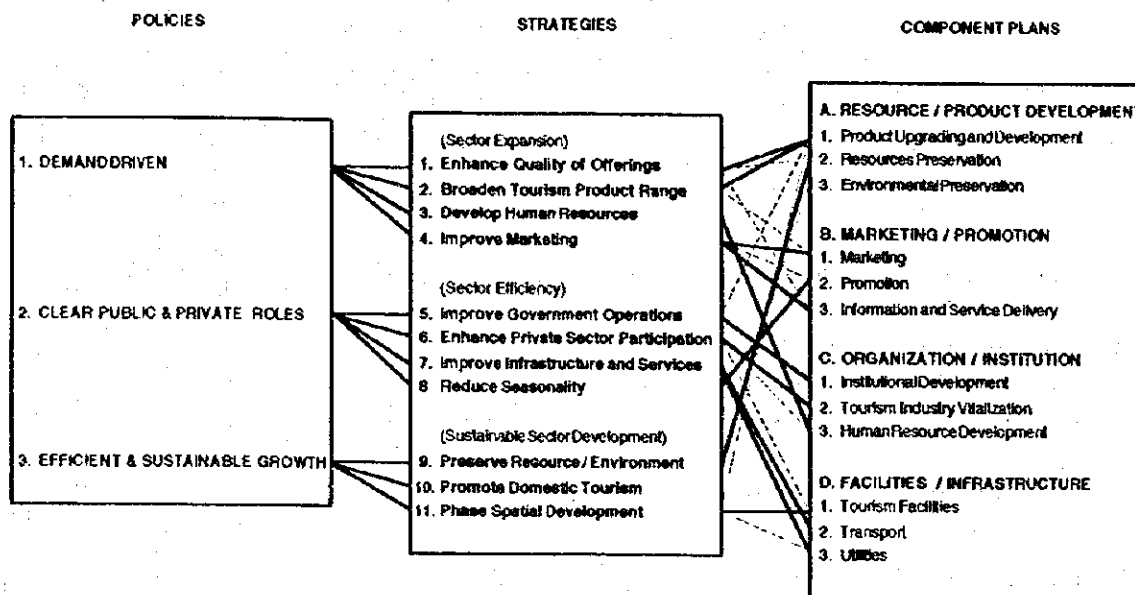 POLICIES
STRATEGIES
COMPONENT PLANS
1. DEMAND DRIVEN
2. CLEAR PUBLIC & PRIVATE ROLES
3. EFFICIENT & SUSTAINABLE GROWTH
(Sector Expansion)
1. Enhance Quality of Offerings
2. Broaden Tourism Product Range
3. Develop Human Resources
4. Improve Marketing
(Sector Efficiency)
5. Improve Government Operations
6. Enhance Private Sector Participation
7. Improve Infrastructure and Services
8 Reduce Seasonality
(Sustainable Sector Development)
9. Preserve Resource / Environment
10. Promote Domestic Tourism
11. Phase Spatial Development
A. RESOURCE / PRODUCT DEVELOPMENT
1. Product Upgrading and Development
2. Resources Preservation
3. Environmental Preservation
B. MARKETING / PROMOTION
1. Marketing
2. Promotion
3. Information and Service Delivery
C. ORGANIZATION / INSTITUTION
1. Institutional Development
2. Tourism Industry Vitalization
3. Human Resource Development
D. FACILITIES / INFRASTRUCTURE
1. Tourism Facilities
2. Transport
3. Utilities